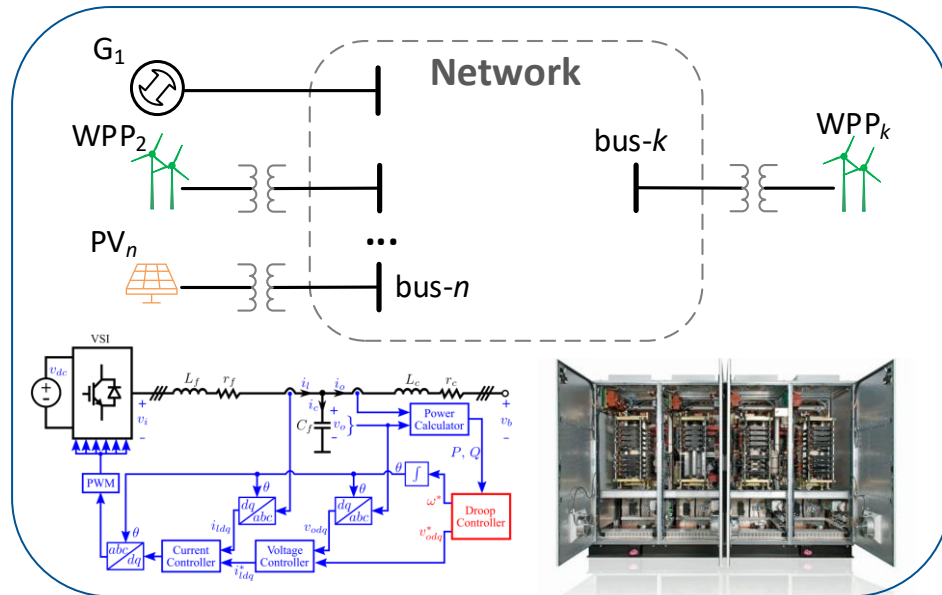 G1
Network
WPP2
bus-k
WPPk
...
PVn
bus-n
VSI
vdc
Lf
rf
il
io
Lc
rc
+
vi
-
ic
Cf
+
vo
-
Power
Calculator
+
vb
-
P, Q
PWM
θ
∫
θ
θ
dq
abc
dq
abc
ω*
Droop
Controller
ildq
vodq
v*odq
θ
abc
dq
Current
Controller
i*ldq
Voltage
Controller